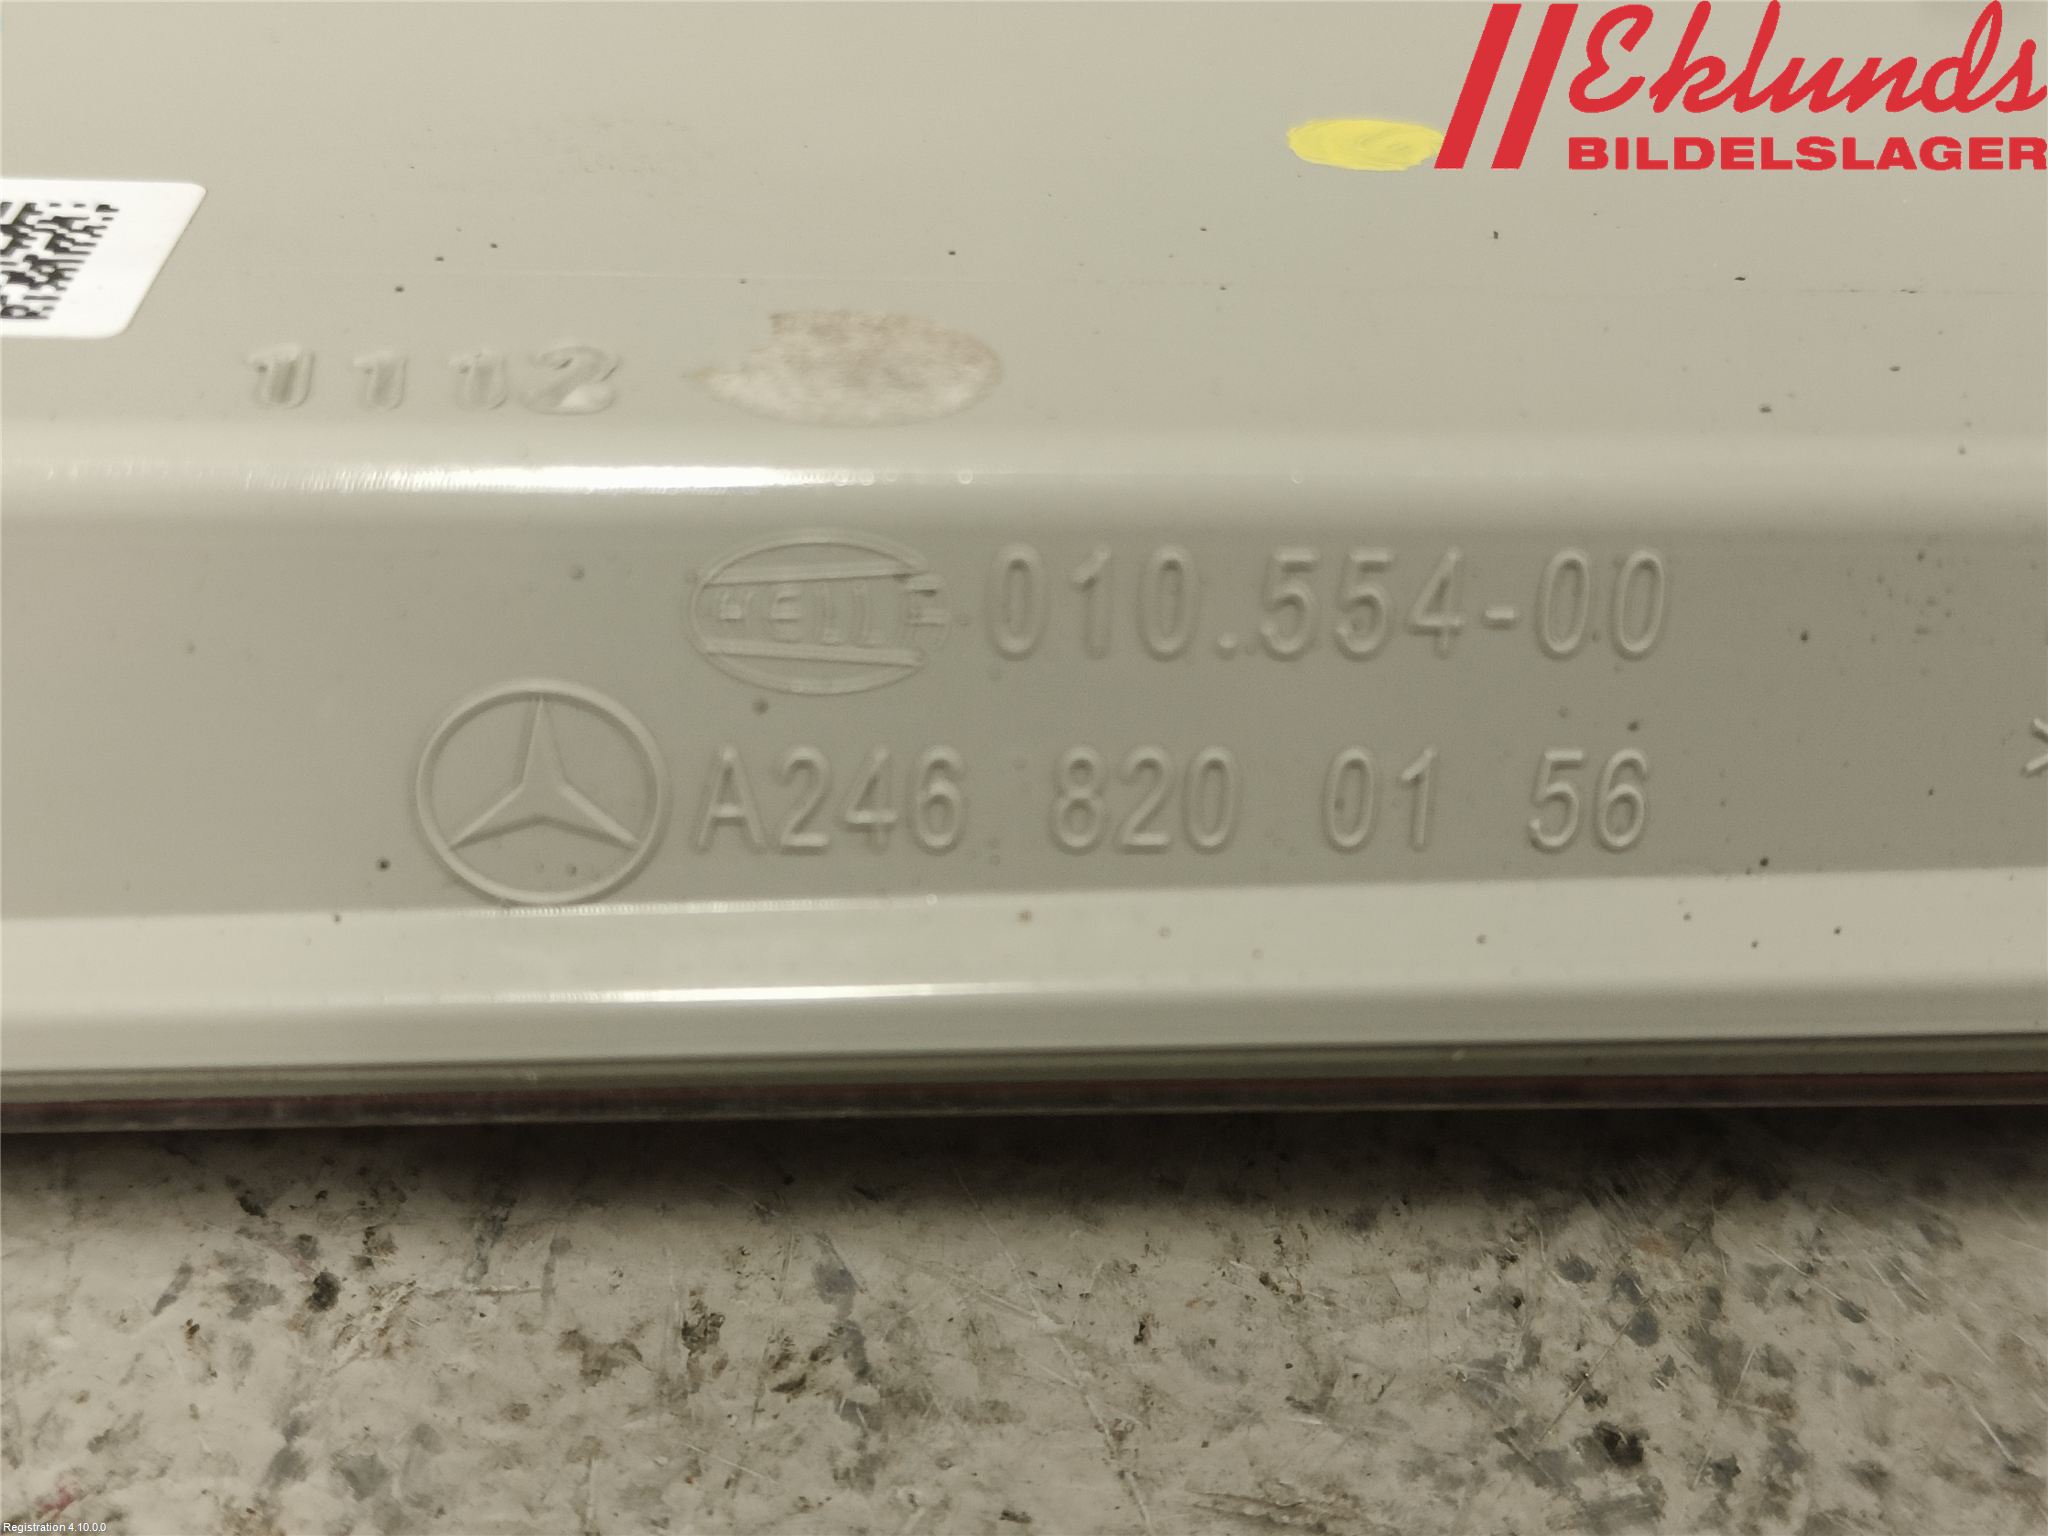 Eklunds
BILDELSLAGER
1112
HELLA 010.554-00
A246 820 01 56
Registration 4.10.0.0